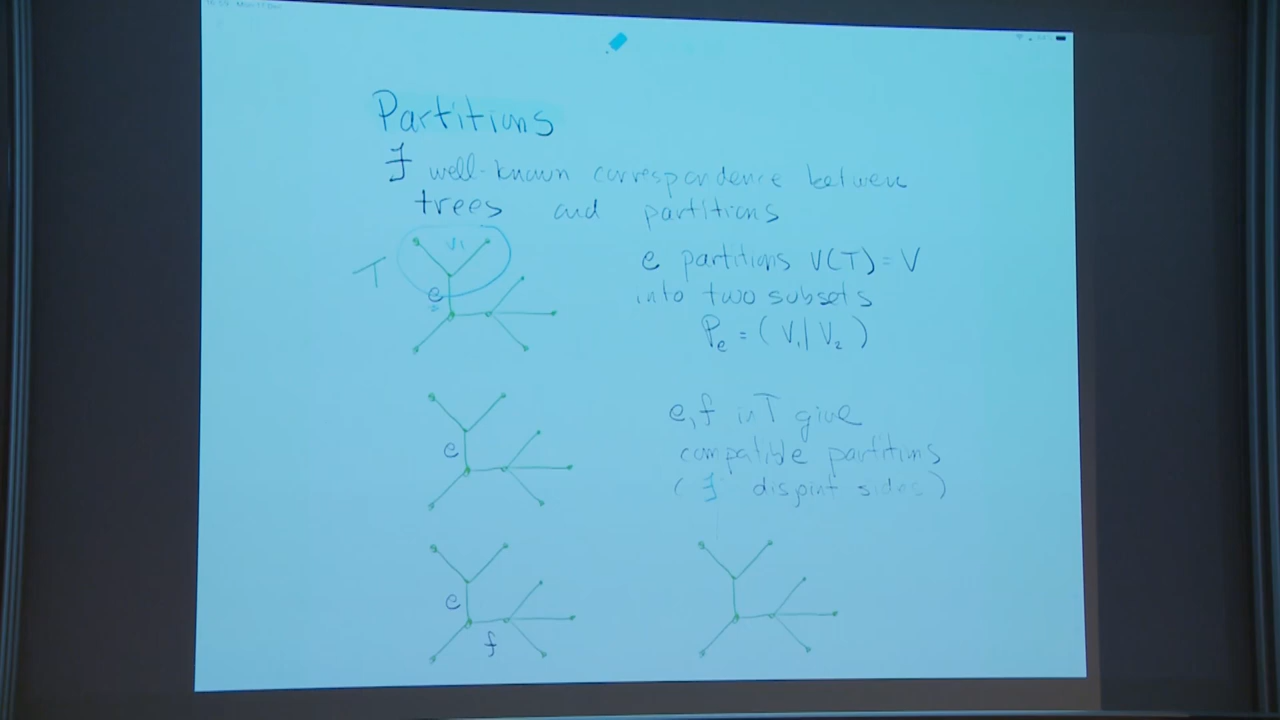 Partitions
∃ well-known correspondence between
trees and partitions
V1
T
e partitions V(T) = V
e
into two subsets
Pe = (V1 | V2)
e, f in T give
e
compatible partitions
(∃ disjoint sides)
e
f